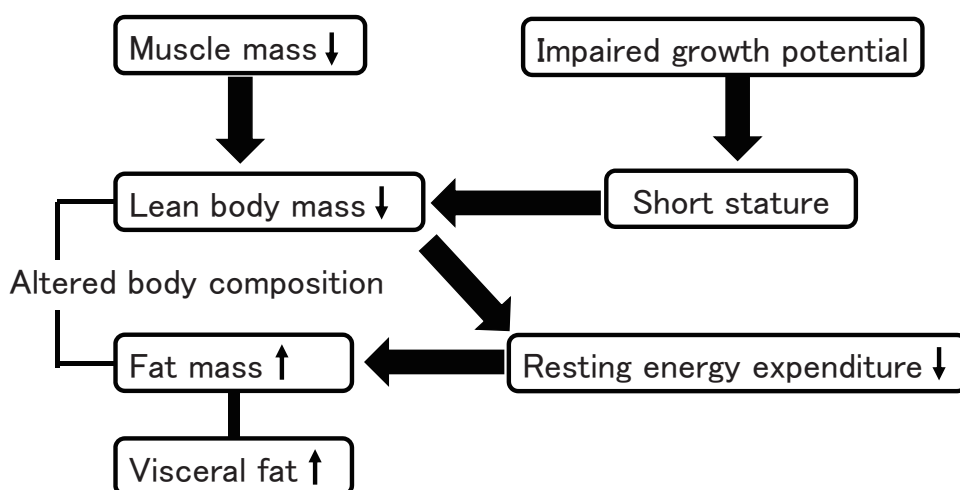 Muscle mass ↓
Impaired growth potential
Lean body mass ↓
Short stature
Altered body composition
Fat mass ↑
Resting energy expenditure ↓
Visceral fat ↑